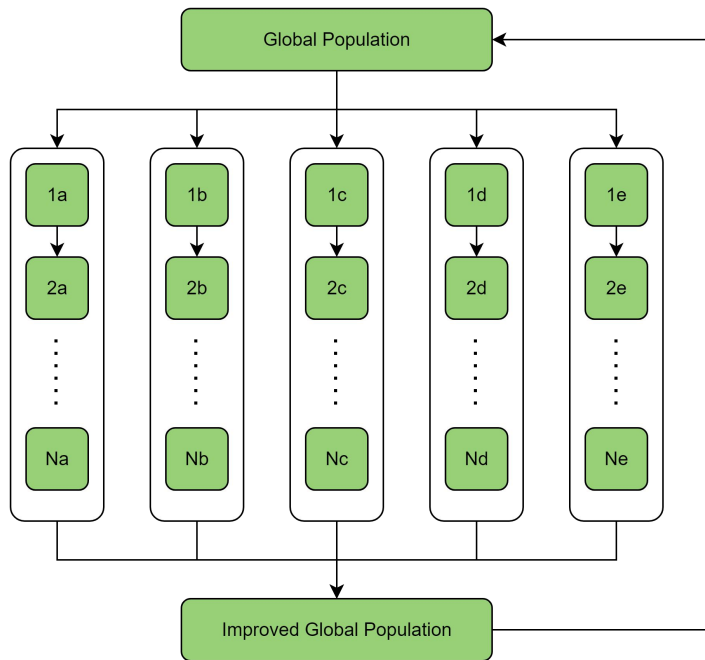 Global Population
1a 1b 1c 1d 1e
2a 2b 2c 2d 2e
Na Nb Nc Nd Ne
Improved Global Population